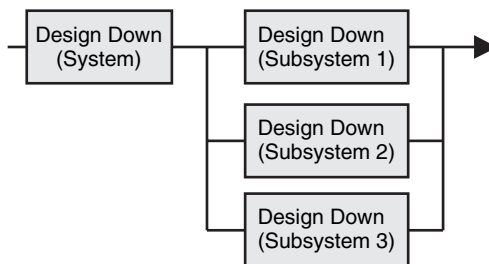 Design Down
(System)
Design Down
(Subsystem 1)
Design Down
(Subsystem 2)
Design Down
(Subsystem 3)